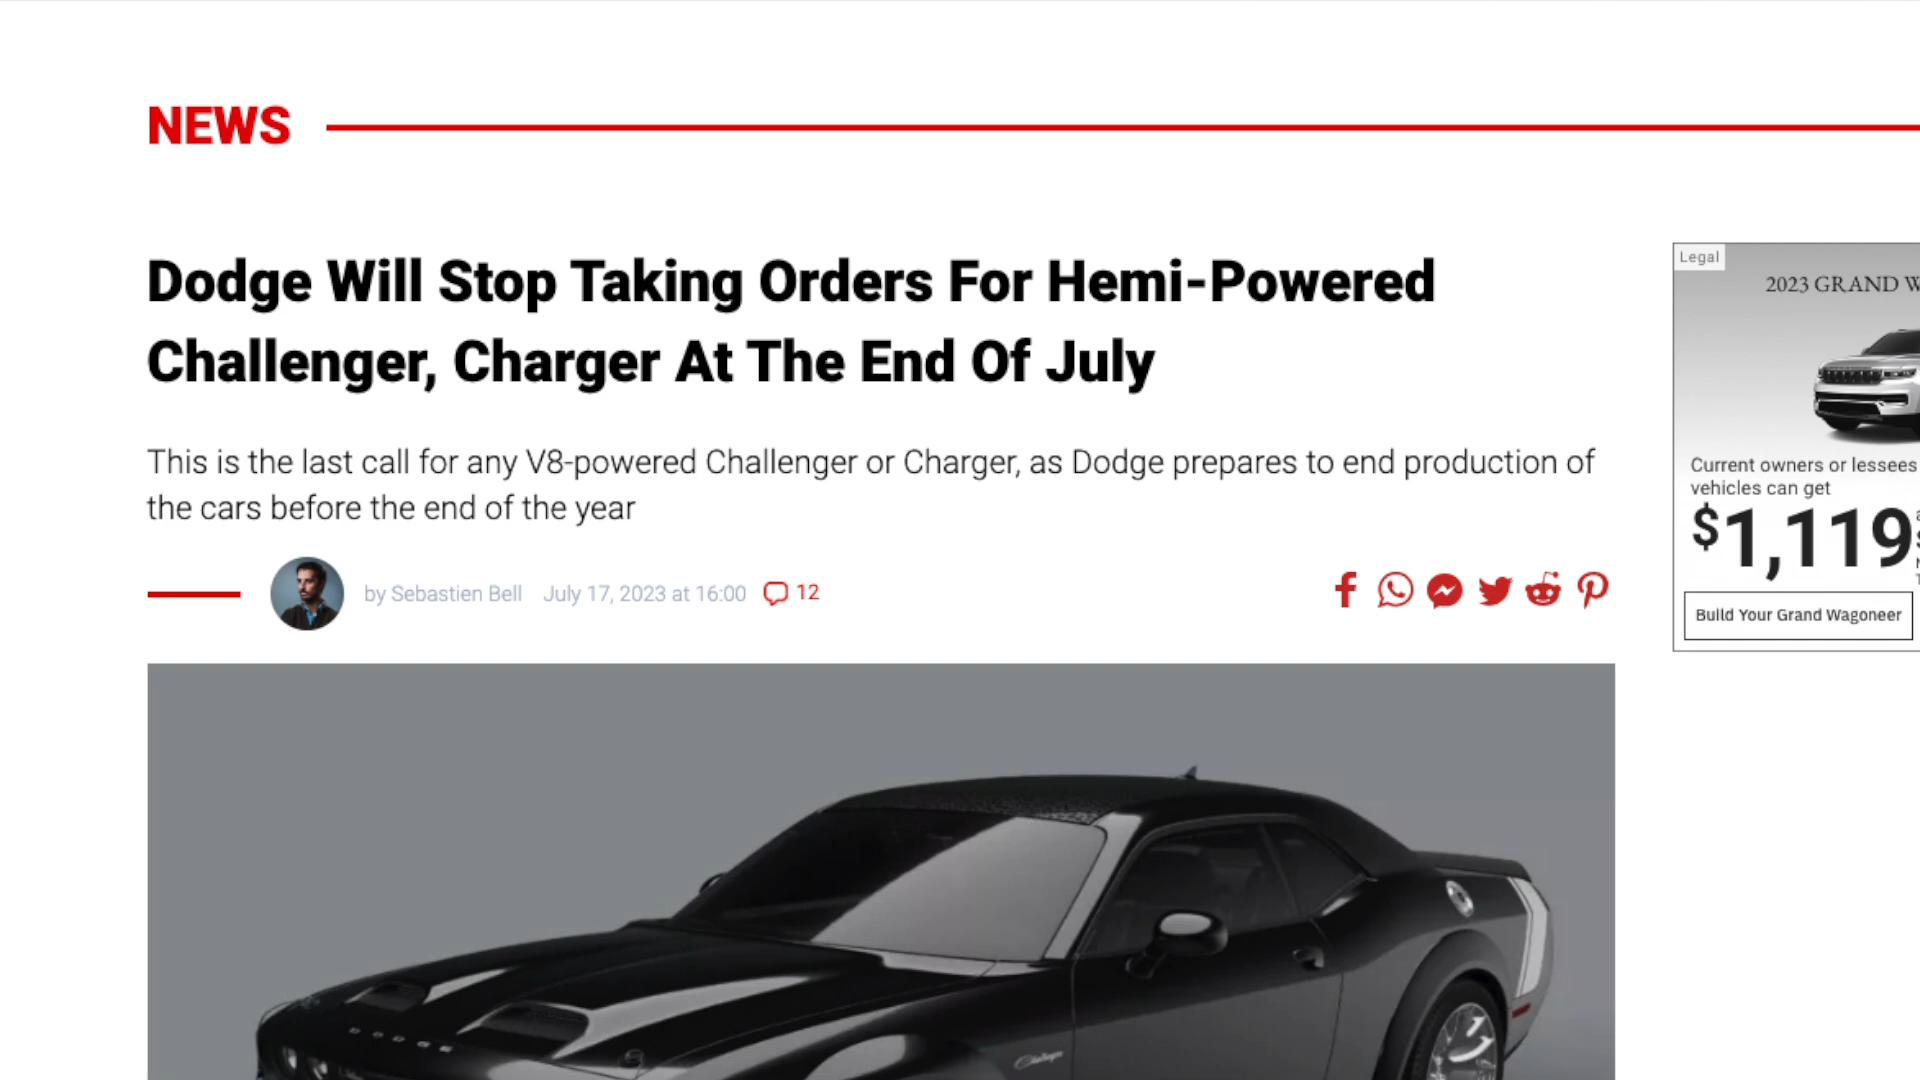 NEWS
Dodge Will Stop Taking Orders For Hemi-Powered
Challenger, Charger At The End Of July
This is the last call for any V8-powered Challenger or Charger, as Dodge prepares to end production of
the cars before the end of the year
by Sebastien Bell July 17, 2023 at 16:00 12
Legal
2023 GRAND
Current owners or lessees
vehicles can get
$1,119
Build Your Grand Wagoneer
DODGE
Challenger